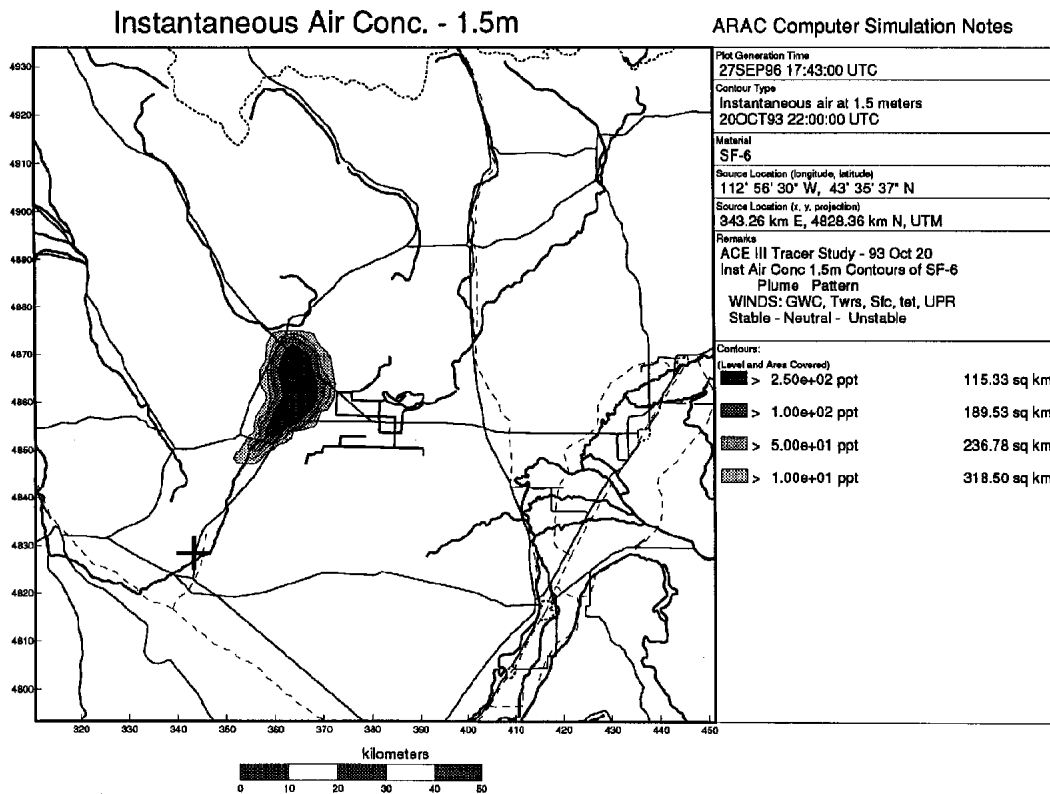 Instantaneous Air Conc. - 1.5m
ARAC Computer Simulation Notes
Plot Generation Time
27SEP96 17:43:00 UTC
Contour Type
Instantaneous air at 1.5 meters
20OCT93 22:00:00 UTC
Material
SF-6
Source Location (longitude, latitude)
112° 56' 30" W, 43° 35' 37" N
Source Location (x, y, projection)
343.26 km E, 4828.36 km N, UTM
Remarks
ACE III Tracer Study - 93 Oct 20
Inst Air Conc 1.5m Contours of SF-6
Plume Pattern
WINDS: GWC, Twrs, Sfc, tet, UPR
Stable - Neutral - Unstable
Contours:
(Level and Area Covered)
> 2.50e+02 ppt 115.33 sq km
> 1.00e+02 ppt 189.53 sq km
> 5.00e+01 ppt 236.78 sq km
> 1.00e+01 ppt 318.50 sq km
4930
4920
4910
4900
4890
4880
4870
4860
4850
4840
4830
4820
4810
4800
320 330 340 350 360 370 380 390 400 410 420 430 440 450
kilometers
0 10 20 30 40 50